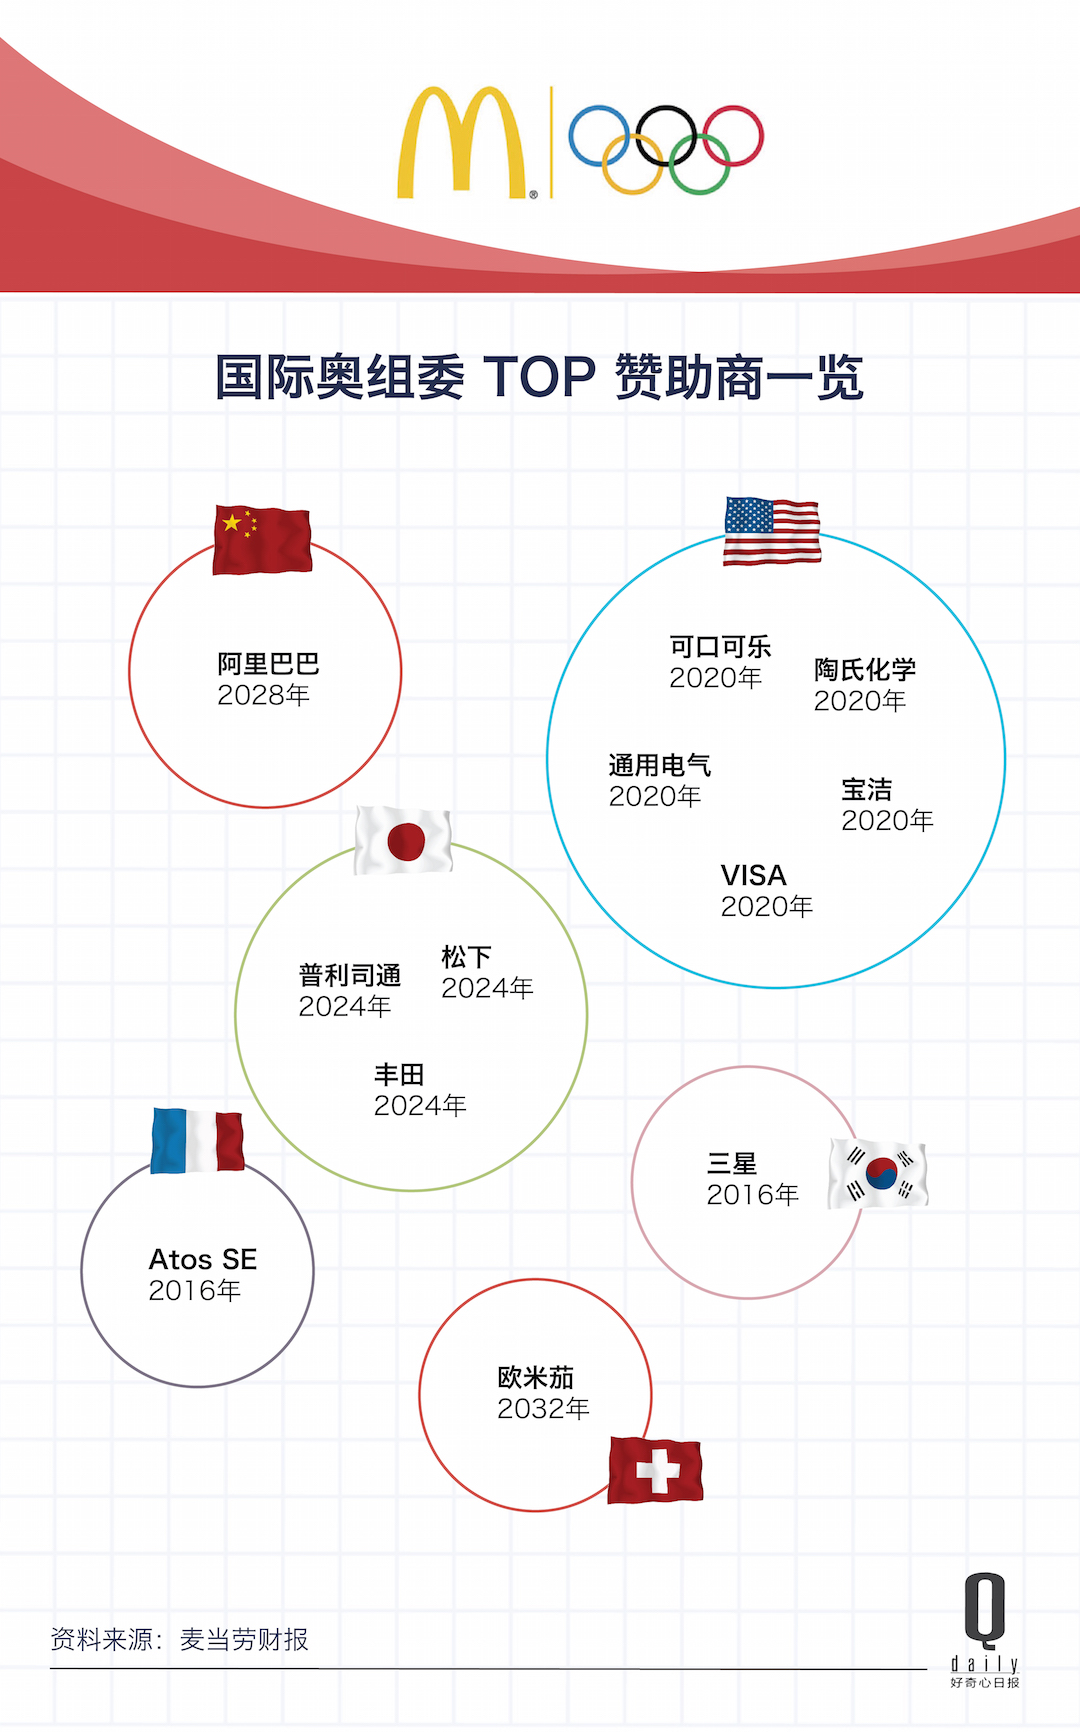 M
®
国际奥组委 TOP 赞助商一览
阿里巴巴
2028年
可口可乐
2020年
陶氏化学
2020年
通用电气
2020年
宝洁
2020年
VISA
2020年
普利司通
2024年
松下
2024年
丰田
2024年
三星
2016年
Atos SE
2016年
欧米茄
2032年
资料来源：麦当劳财报
Q
daily
好奇心日报